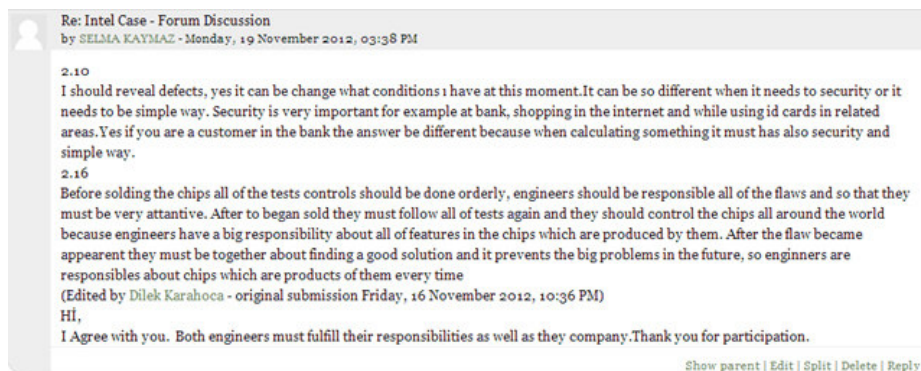 Re: Intel Case - Forum Discussion
by SELMA KAYMAZ - Monday, 19 November 2012, 03:38 PM
2.10
I should reveal defects, yes it can be change what conditions ı have at this moment.It can be so different when it needs to security or it
needs to be simple way. Security is very important for example at bank, shopping in the internet and while using id cards in related
areas.Yes if you are a customer in the bank the answer be different because when calculating something it must has also security and
simple way.
2.16
Before solding the chips all of the tests controls should be done orderly, engineers should be responsible all of the flaws and so that they
must be very attantive. After to began sold they must follow all of tests again and they should control the chips all around the world
because engineers have a big responsibility about all of features in the chips which are produced by them. After the flaw became
appearent they must be together about finding a good solution and it prevents the big problems in the future, so enginners are
responsibles about chips which are products of them every time
(Edited by Dilek Karahoca - original submission Friday, 16 November 2012, 10:36 PM)
Hİ,
I Agree with you.  Both engineers must fulfill their responsibilities as well as they company.Thank you for participation.
Show parent | Edit | Split | Delete | Reply